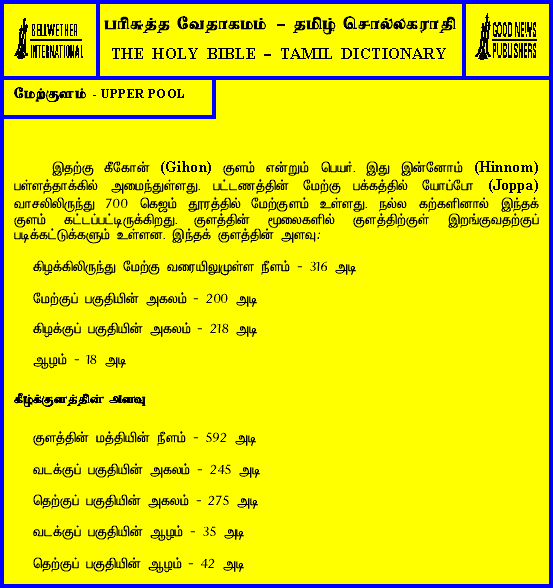 BELLWETHER
INTERNATIONAL
பரிசுத்த வேதாகமம் – தமிழ் சொல்லகராதி
THE HOLY BIBLE – TAMIL DICTIONARY
GOOD NEWS
PUBLISHERS
மேற்குளம் - UPPER POOL
இதற்கு கீகோன் (Gihon) குளம் என்றும் பெயர். இது இன்னோம் (Hinnom)
பள்ளத்தாக்கில் அமைந்துள்ளது. பட்டணத்தின் மேற்கு பக்கத்தில் யோப்போ (Joppa)
வாசலிலிருந்து 700 கெஜம் தூரத்தில் மேற்குளம் உள்ளது. நல்ல கற்களினால் இந்தக்
குளம் கட்டப்பட்டிருக்கிறது. குளத்தின் மூலைகளில் குளத்திற்குள் இறங்குவதற்குப்
படிக்கட்டுக்களும் உள்ளன. இந்தக் குளத்தின் அளவு:
கிழக்கிலிருந்து மேற்கு வரையிலுமுள்ள நீளம் - 316 அடி
மேற்குப் பகுதியின் அகலம் - 200 அடி
கிழக்குப் பகுதியின் அகலம் - 218 அடி
ஆழம் - 18 அடி
கீழ்க்குளத்தின் அளவு
குளத்தின் மத்தியின் நீளம் - 592 அடி
வடக்குப் பகுதியின் அகலம் - 245 அடி
தெற்குப் பகுதியின் அகலம் - 275 அடி
வடக்குப் பகுதியின் ஆழம் - 35 அடி
தெற்குப் பகுதியின் ஆழம் - 42 அடி